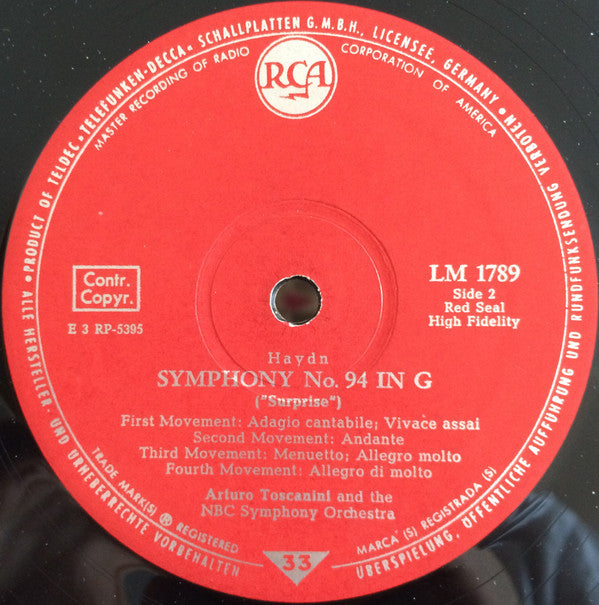 PRODUCT OF TELDEC · »TELEFUNKEN-DECCA« SCHALLPLATTEN G.M.B.H., LICENSEE, GERMANY ·
MASTER RECORDING OF RADIO CORPORATION OF AMERICA
RCA
Contr.
Copyr.
E 3 RP-5395
LM 1789
Side 2
Red Seal
High Fidelity
Haydn
SYMPHONY No. 94 IN G
("Surprise")
First Movement: Adagio cantabile; Vivace assai
Second Movement: Andante
Third Movement: Menuetto; Allegro molto
Fourth Movement: Allegro di molto
Arturo Toscanini and the
NBC Symphony Orchestra
TRADE MARK(S) ® REGISTERED
MARCA (S) REGISTRADA (S)
33
ALLE HERSTELLER- UND URHEBERRECHTE VORBEHALTEN
ÜBERSPIELUNG, ÖFFENTLICHE AUFFÜHRUNG UND RUNDFUNKSENDUNG VERBOTEN